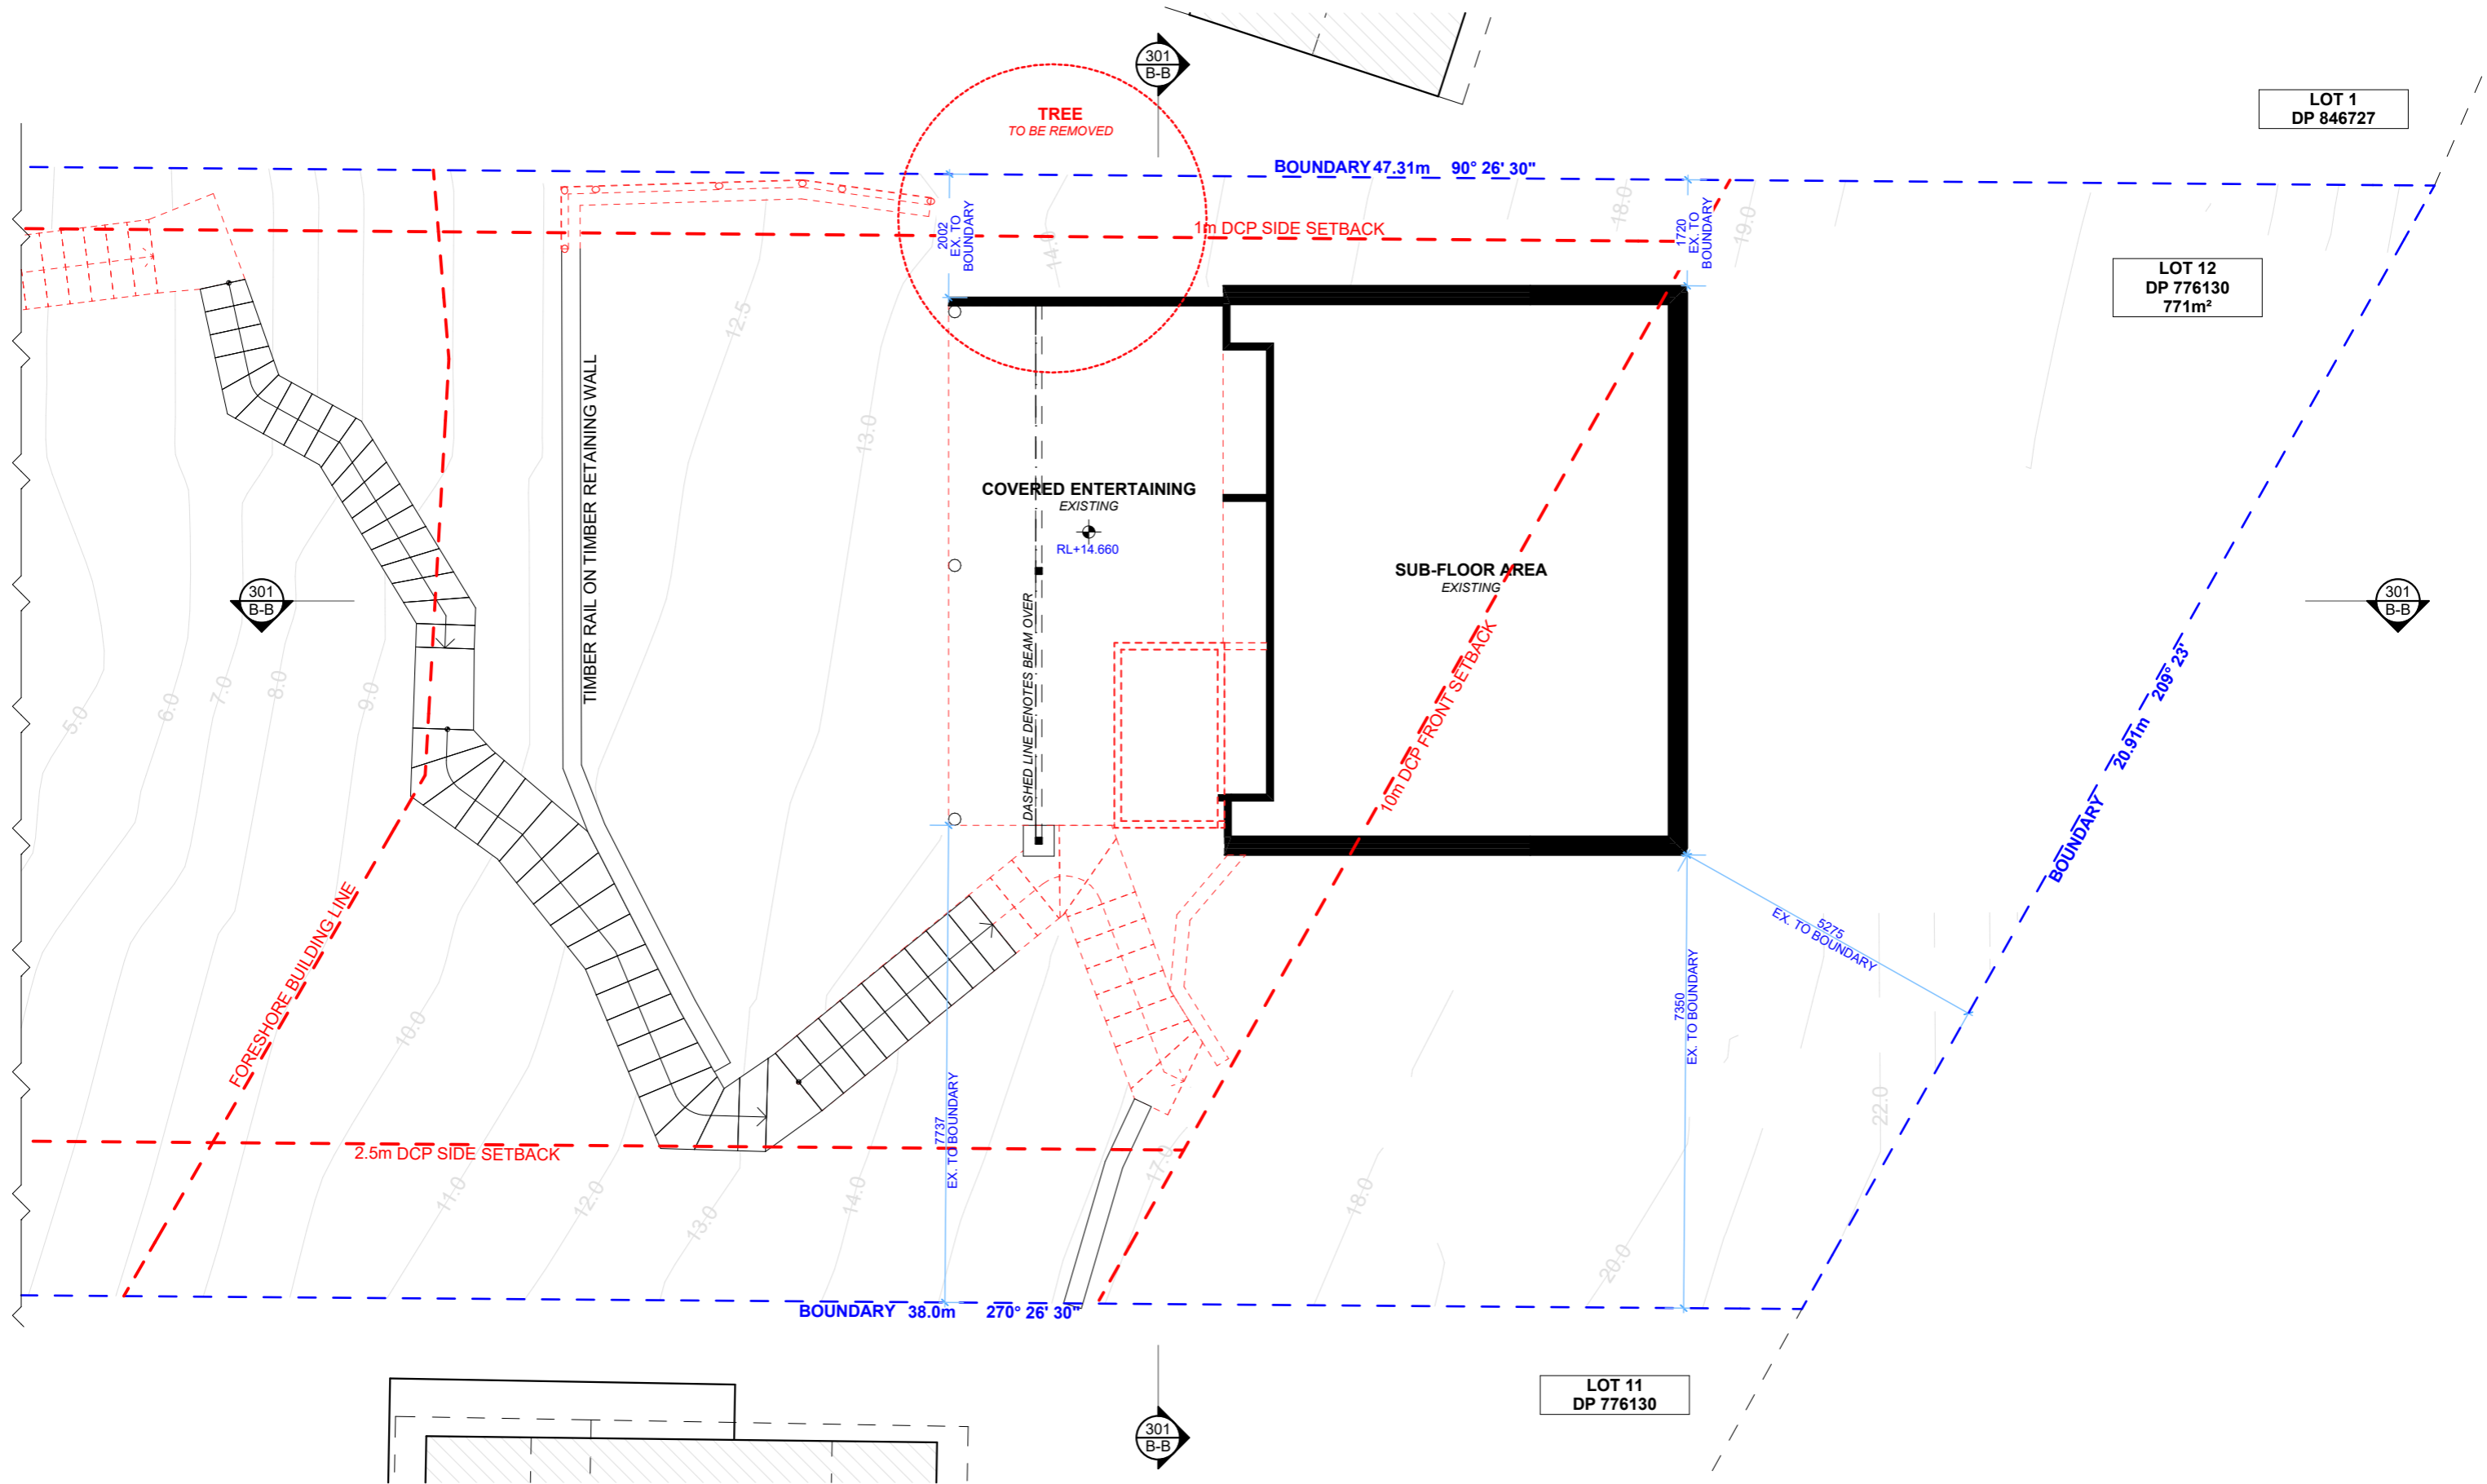 301
B-B
LOT 1
DP 846727
TREE
TO BE REMOVED
BOUNDARY 47.31m 90° 26' 30"
2002
EX. TO
BOUNDARY
1m DCP SIDE SETBACK
1720
EX. TO
BOUNDARY
14.0
18.0
19.0
LOT 12
DP 776130
771m²
12.5
13.0
TIMBER RAIL ON TIMBER RETAINING WALL
COVERED ENTERTAINING
EXISTING
RL+14.660
SUB-FLOOR AREA
EXISTING
301
B-B
301
B-B
DASHED LINE DENOTES BEAM OVER
10m DCP FRONT SETBACK
5.0
6.0
7.0
8.0
9.0
BOUNDARY 20.91m 209° 23'
FORESHORE BUILDING LINE
5275
EX. TO BOUNDARY
7350
EX. TO BOUNDARY
10.0
7737
EX. TO BOUNDARY
22.0
2.5m DCP SIDE SETBACK
11.0
12.0
13.0
14.0
17.0
18.0
20.0
BOUNDARY 38.0m 270° 26' 30"
LOT 11
DP 776130
301
B-B